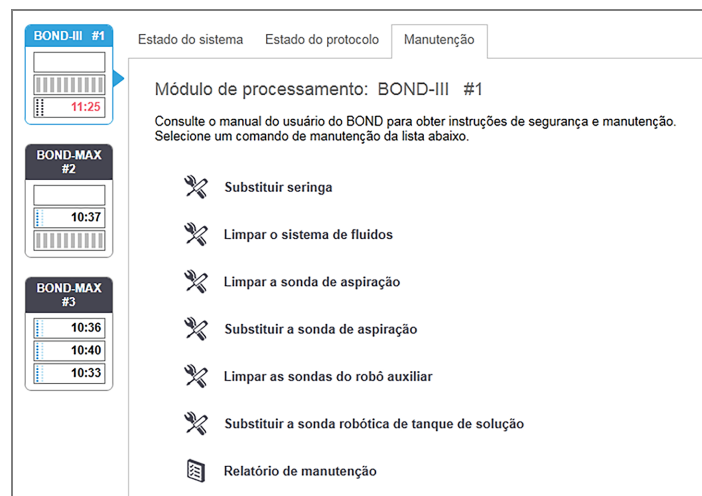 BOND-III #1
11:25
BOND-MAX
#2
10:37
BOND-MAX
#3
10:36
10:40
10:33
Estado do sistema Estado do protocolo Manutenção
Módulo de processamento: BOND-III #1
Consulte o manual do usuário do BOND para obter instruções de segurança e manutenção.
Selecione um comando de manutenção da lista abaixo.
Substituir seringa
Limpar o sistema de fluidos
Limpar a sonda de aspiração
Substituir a sonda de aspiração
Limpar as sondas do robô auxiliar
Substituir a sonda robótica de tanque de solução
Relatório de manutenção